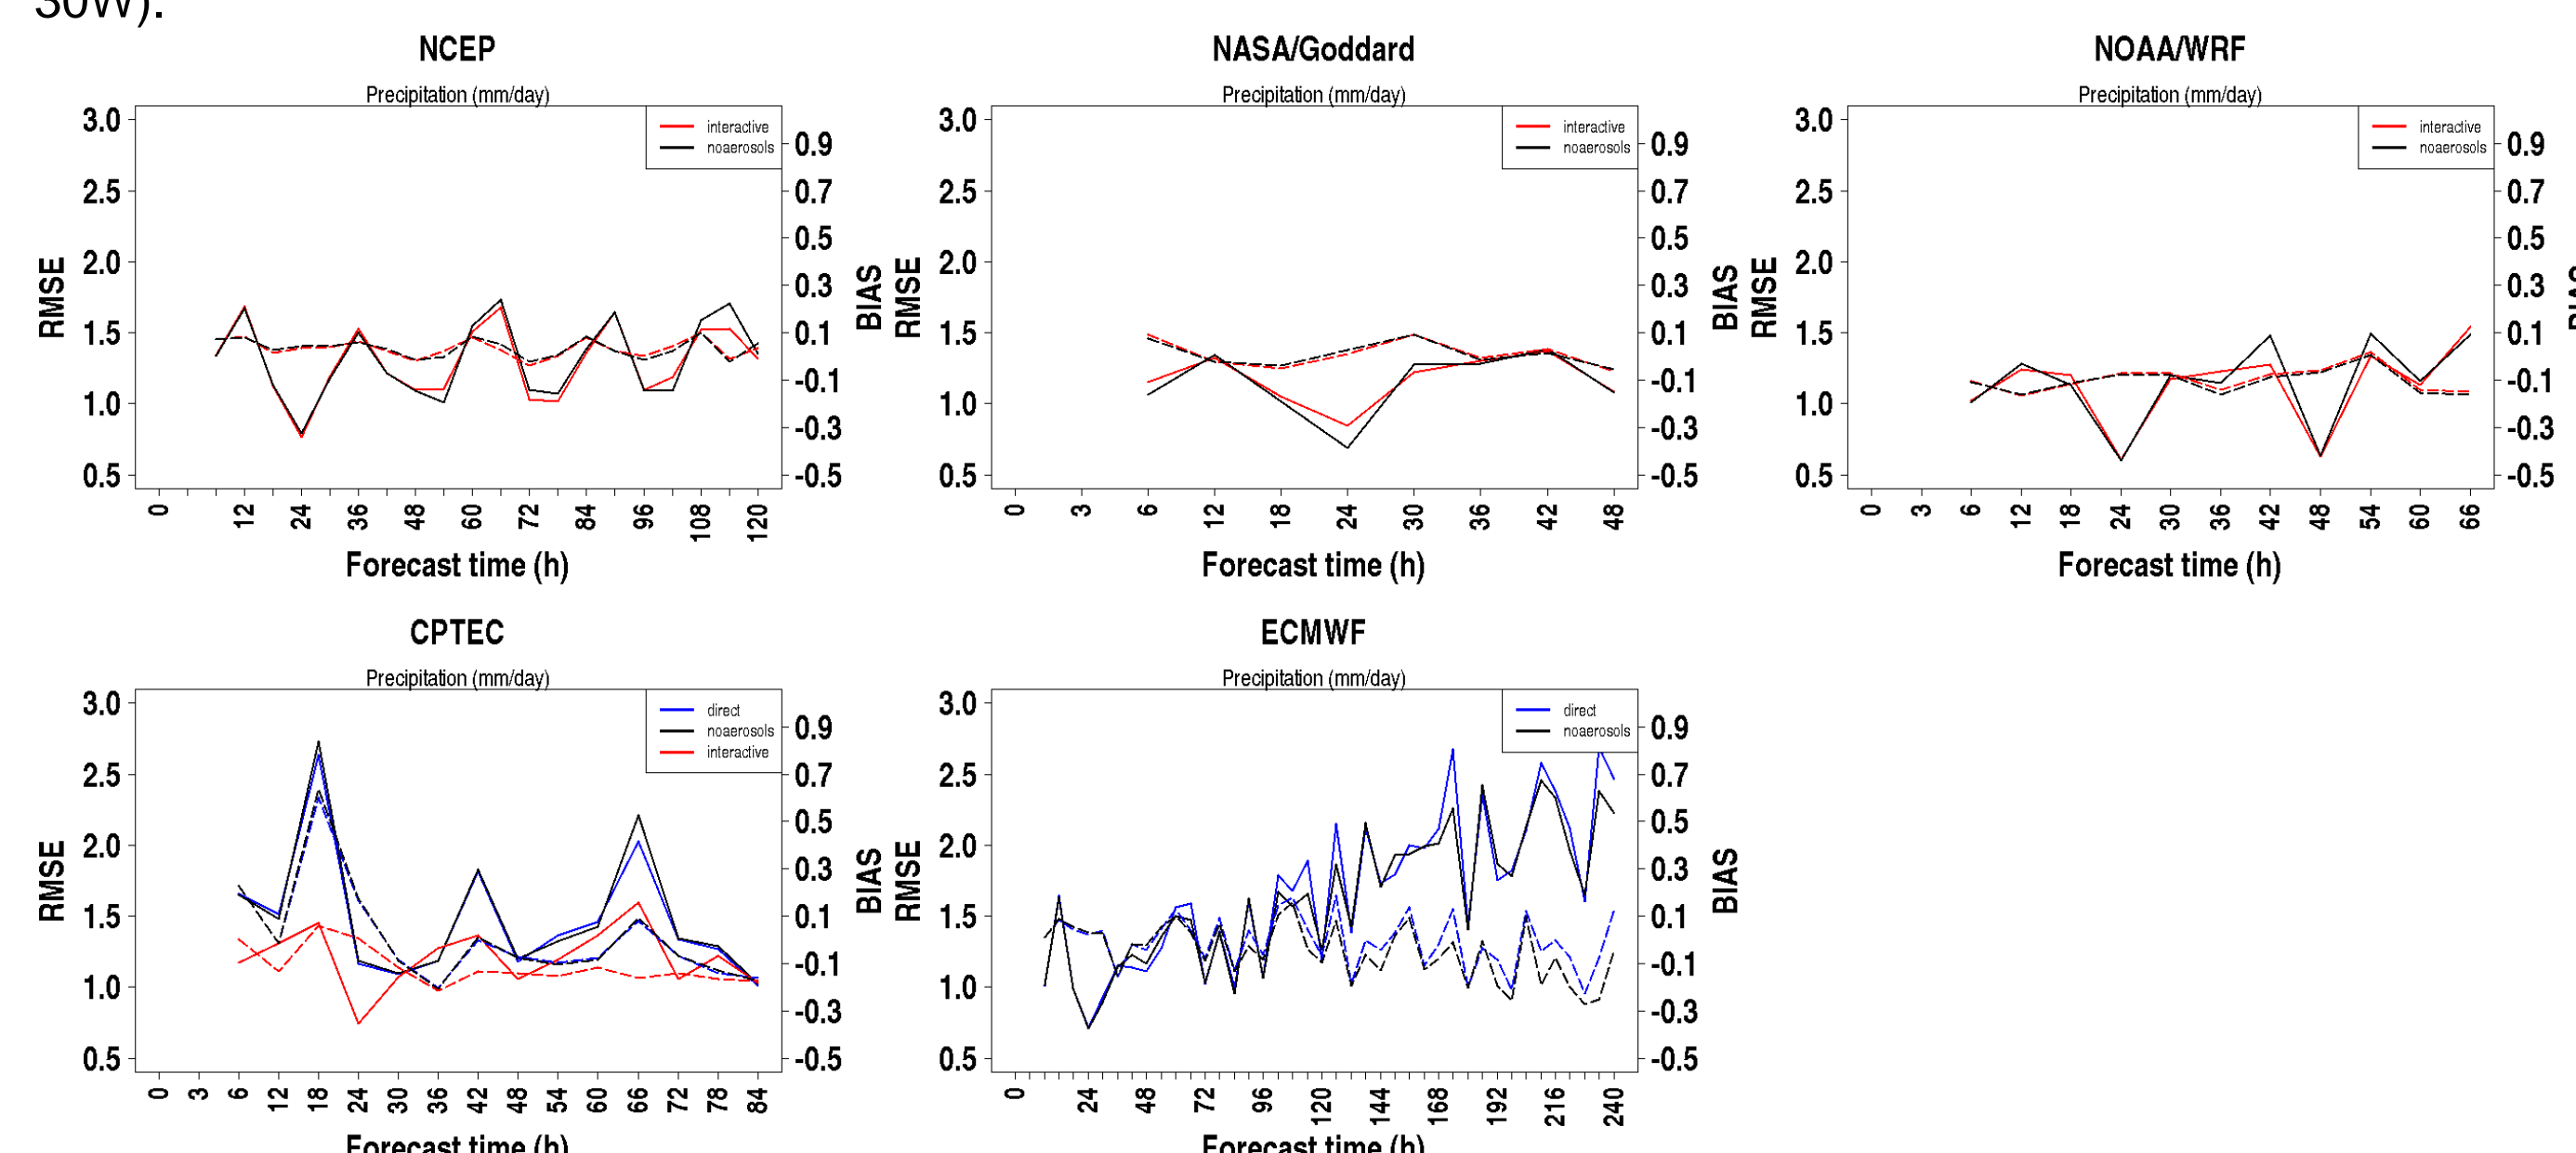 30W).
NCEP
Precipitation (mm/day)
interactive
noaerosols
3.0
2.5
2.0
1.5
1.0
0.5
RMSE
0.9
0.7
0.5
0.3
0.1
-0.1
-0.3
-0.5
BIAS
0 12 24 36 48 60 72 84 96 108 120
Forecast time (h)
NASA/Goddard
Precipitation (mm/day)
interactive
noaerosols
3.0
2.5
2.0
1.5
1.0
0.5
RMSE
0.9
0.7
0.5
0.3
0.1
-0.1
-0.3
-0.5
BIAS
0 3 6 12 18 24 30 36 42 48
Forecast time (h)
NOAA/WRF
Precipitation (mm/day)
interactive
noaerosols
3.0
2.5
2.0
1.5
1.0
0.5
RMSE
0.9
0.7
0.5
0.3
0.1
-0.1
-0.3
-0.5
0 3 6 12 18 24 30 36 42 48 54 60 66
Forecast time (h)
CPTEC
Precipitation (mm/day)
direct
noaerosols
interactive
3.0
2.5
2.0
1.5
1.0
0.5
RMSE
0.9
0.7
0.5
0.3
0.1
-0.1
-0.3
-0.5
BIAS
0 3 6 12 18 24 30 36 42 48 54 60 66 72 78 84
Forecast time (h)
ECMWF
Precipitation (mm/day)
direct
noaerosols
3.0
2.5
2.0
1.5
1.0
0.5
RMSE
0.9
0.7
0.5
0.3
0.1
-0.1
-0.3
-0.5
BIAS
0 24 48 72 96 120 144 168 192 216 240
Forecast time (h)